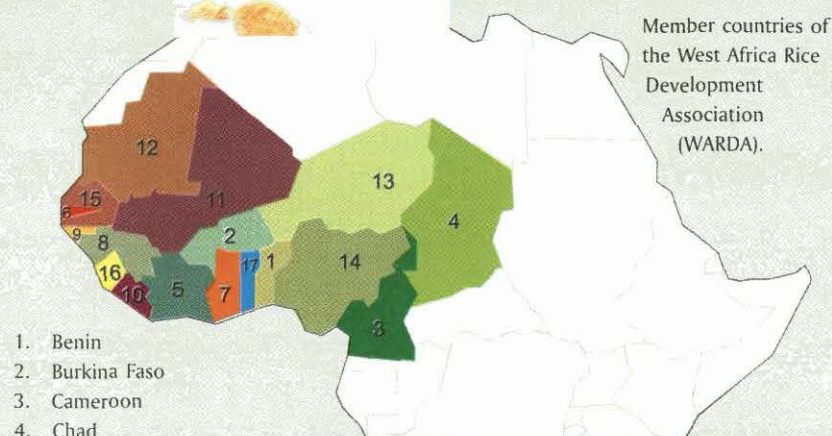 Member countries of
the West Africa Rice
Development
Association
(WARDA).
12
13
15
11
4
6
9
8
2
14
16
17
1
10
5
7
3
1. Benin
2. Burkina Faso
3. Cameroon
4. Chad